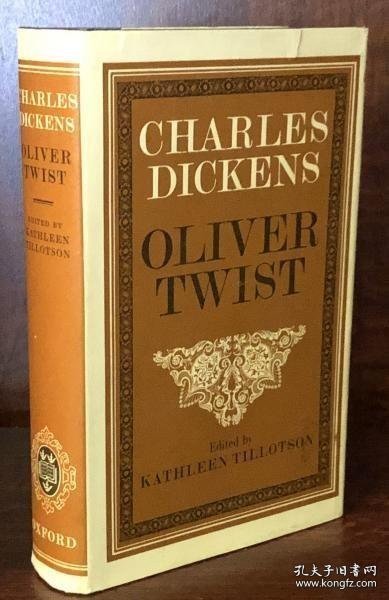 CHARLES
DICKENS
OLIVER
TWIST
EDITED BY
KATHLEEN
TILLOTSON
OXFORD
CHARLES
DICKENS
OLIVER
TWIST
Edited by
KATHLEEN TILLOTSON
孔夫子旧书网
www.kongfz.com